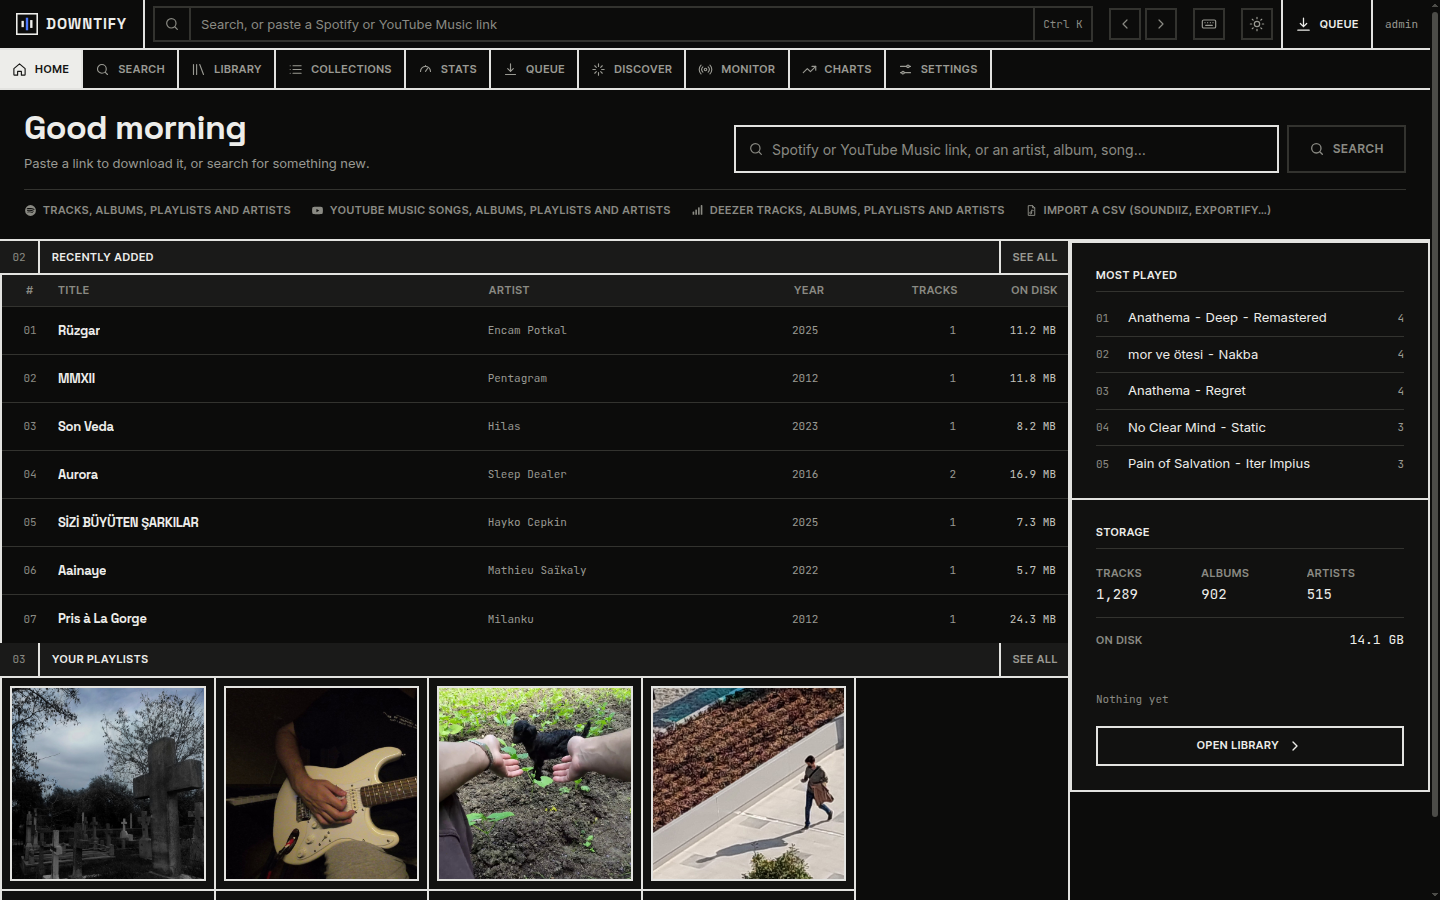 DOWNTIFY
Search, or paste a Spotify or YouTube Music link
Ctrl K
QUEUE
admin
HOME
SEARCH
LIBRARY
COLLECTIONS
STATS
QUEUE
DISCOVER
MONITOR
CHARTS
SETTINGS
Good morning
Paste a link to download it, or search for something new.
Spotify or YouTube Music link, or an artist, album, song...
SEARCH
TRACKS, ALBUMS, PLAYLISTS AND ARTISTS
YOUTUBE MUSIC SONGS, ALBUMS, PLAYLISTS AND ARTISTS
DEEZER TRACKS, ALBUMS, PLAYLISTS AND ARTISTS
IMPORT A CSV (SOUNDIIZ, EXPORTIFY...)
02 RECENTLY ADDED SEE ALL
# TITLE ARTIST YEAR TRACKS ON DISK
01 Rüzgar Encam Potkal 2025 1 11.2 MB
02 MMXII Pentagram 2012 1 11.8 MB
03 Son Veda Hilas 2023 1 8.2 MB
04 Aurora Sleep Dealer 2016 2 16.9 MB
05 SİZİ BÜYÜTEN ŞARKILAR Hayko Cepkin 2025 1 7.3 MB
06 Aainaye Mathieu Saïkaly 2022 1 5.7 MB
07 Pris à La Gorge Milanku 2012 1 24.3 MB
03 YOUR PLAYLISTS SEE ALL
MOST PLAYED
01 Anathema - Deep - Remastered 4
02 mor ve ötesi - Nakba 4
03 Anathema - Regret 4
04 No Clear Mind - Static 3
05 Pain of Salvation - Iter Impius 3
STORAGE
TRACKS ALBUMS ARTISTS
1,289 902 515
ON DISK 14.1 GB
Nothing yet
OPEN LIBRARY